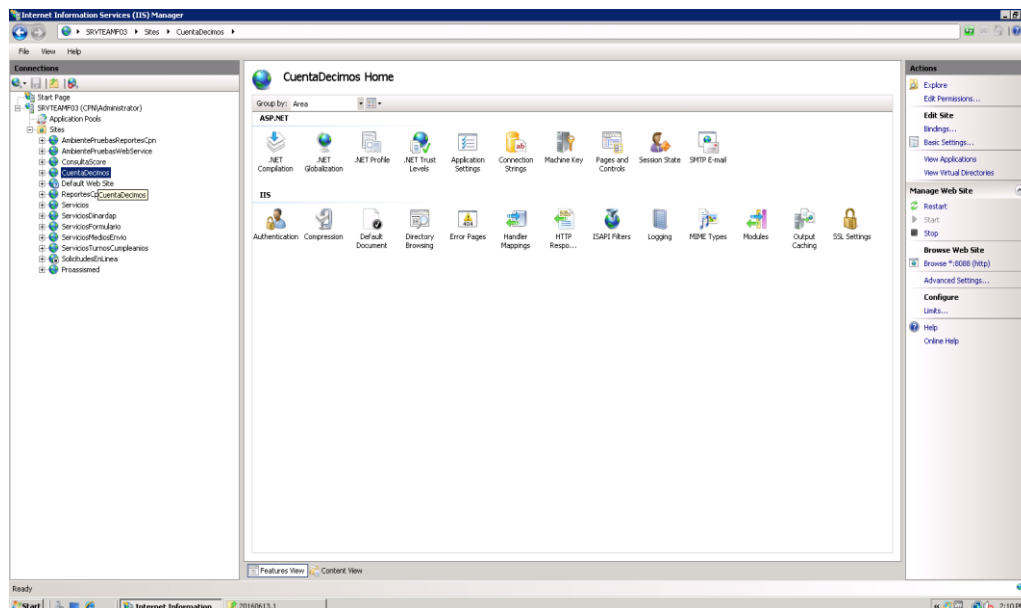 Internet Information Services (IIS) Manager
SRVTEAMF03 Sites CuentaDecimos
File View Help
Connections
Start Page
SRVTEAMF03 (CPN\Administrator)
Application Pools
Sites
AmbientePruebasReportesCpn
AmbientePruebasWebService
ConsultaScore
CuentaDecimos
Default Web Site
ReportesCp
CuentaDecimos
Servicios
ServiciosDinardap
ServiciosFormulario
ServiciosMediosEnvio
ServiciosTurnosCumpleanios
SolicitudesEnLinea
Proassismed
CuentaDecimos Home
Group by: Area
ASP.NET
.NET Compilation
.NET Globalization
.NET Profile
.NET Trust Levels
Application Settings
Connection Strings
Machine Key
Pages and Controls
Session State
SMTP E-mail
IIS
Authentication
Compression
Default Document
Directory Browsing
Error Pages
Handler Mappings
HTTP Respo...
ISAPI Filters
Logging
MIME Types
Modules
Output Caching
SSL Settings
Features View
Content View
Actions
Explore
Edit Permissions...
Edit Site
Bindings...
Basic Settings...
View Applications
View Virtual Directories
Manage Web Site
Restart
Start
Stop
Browse Web Site
Browse *:8088 (http)
Advanced Settings...
Configure
Limits...
Help
Online Help
Ready
Start
Internet Information
20160613.1
2:10 PM